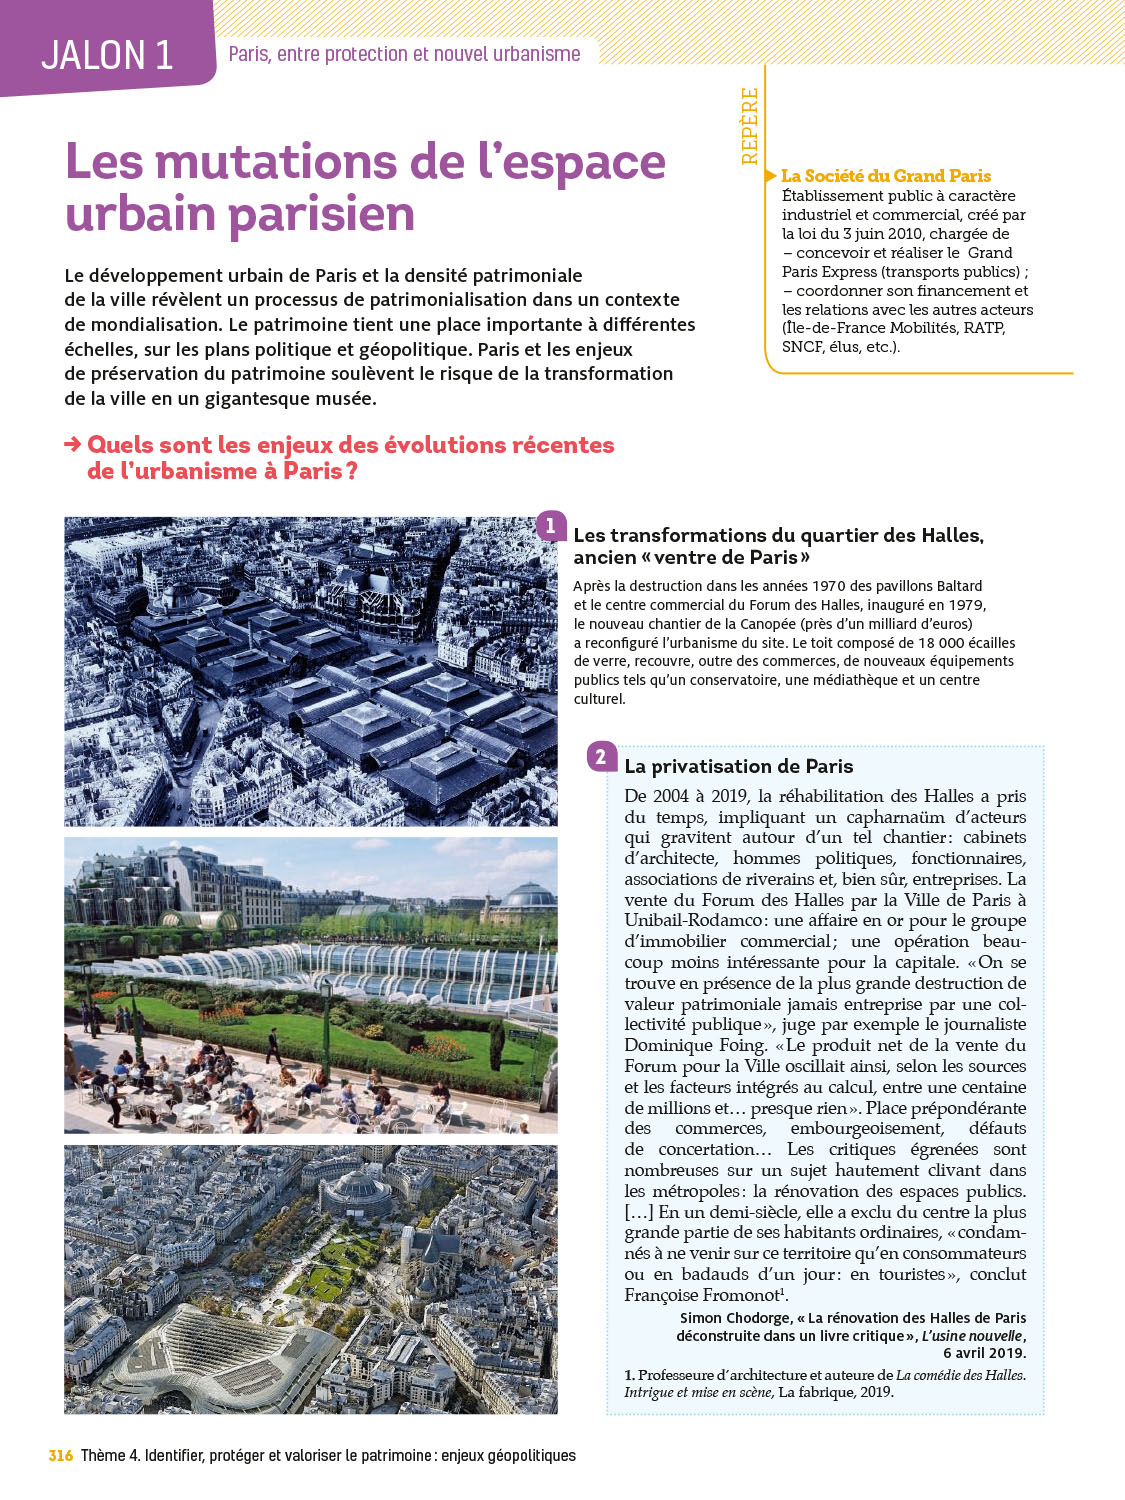 JALON 1
Paris, entre protection et nouvel urbanisme
Les mutations de l’espace
urbain parisien
Le développement urbain de Paris et la densité patrimoniale
de la ville révèlent un processus de patrimonialisation dans un contexte
de mondialisation. Le patrimoine tient une place importante à différentes
échelles, sur les plans politique et géopolitique. Paris et les enjeux
de préservation du patrimoine soulèvent le risque de la transformation
de la ville en un gigantesque musée.
→ Quels sont les enjeux des évolutions récentes
de l’urbanisme à Paris ?
REPÈRE
La Société du Grand Paris
Établissement public à caractère
industriel et commercial, créé par
la loi du 3 juin 2010, chargée de
– concevoir et réaliser le Grand
Paris Express (transports publics) ;
– coordonner son financement et
les relations avec les autres acteurs
(Île-de-France Mobilités, RATP,
SNCF, élus, etc.).
1
Les transformations du quartier des Halles,
ancien « ventre de Paris »
Après la destruction dans les années 1970 des pavillons Baltard
et le centre commercial du Forum des Halles, inauguré en 1979,
le nouveau chantier de la Canopée (près d’un milliard d’euros)
a reconfiguré l’urbanisme du site. Le toit composé de 18 000 écailles
de verre, recouvre, outre des commerces, de nouveaux équipements
publics tels qu’un conservatoire, une médiathèque et un centre
culturel.
2
La privatisation de Paris
De 2004 à 2019, la réhabilitation des Halles a pris
du temps, impliquant un capharnaüm d’acteurs
qui gravitent autour d’un tel chantier : cabinets
d’architecte, hommes politiques, fonctionnaires,
associations de riverains et, bien sûr, entreprises. La
vente du Forum des Halles par la Ville de Paris à
Unibail-Rodamco : une affaire en or pour le groupe
d’immobilier commercial ; une opération beau-
coup moins intéressante pour la capitale. « On se
trouve en présence de la plus grande destruction de
valeur patrimoniale jamais entreprise par une col-
lectivité publique », juge par exemple le journaliste
Dominique Foing. « Le produit net de la vente du
Forum pour la Ville oscillait ainsi, selon les sources
et les facteurs intégrés au calcul, entre une centaine
de millions et… presque rien ». Place prépondérante
des commerces, embourgeoisement, défauts
de concertation… Les critiques égrenées sont
nombreuses sur un sujet hautement clivant dans
les métropoles : la rénovation des espaces publics.
[…] En un demi-siècle, elle a exclu du centre la plus
grande partie de ses habitants ordinaires, « condam-
nés à ne venir sur ce territoire qu’en consommateurs
ou en badauds d’un jour : en touristes », conclut
Françoise Fromonot¹.
Simon Chodorge, « La rénovation des Halles de Paris
déconstruite dans un livre critique », L’usine nouvelle,
6 avril 2019.
1. Professeure d’architecture et auteure de La comédie des Halles.
Intrigue et mise en scène, La fabrique, 2019.
316 Thème 4. Identifier, protéger et valoriser le patrimoine : enjeux géopolitiques